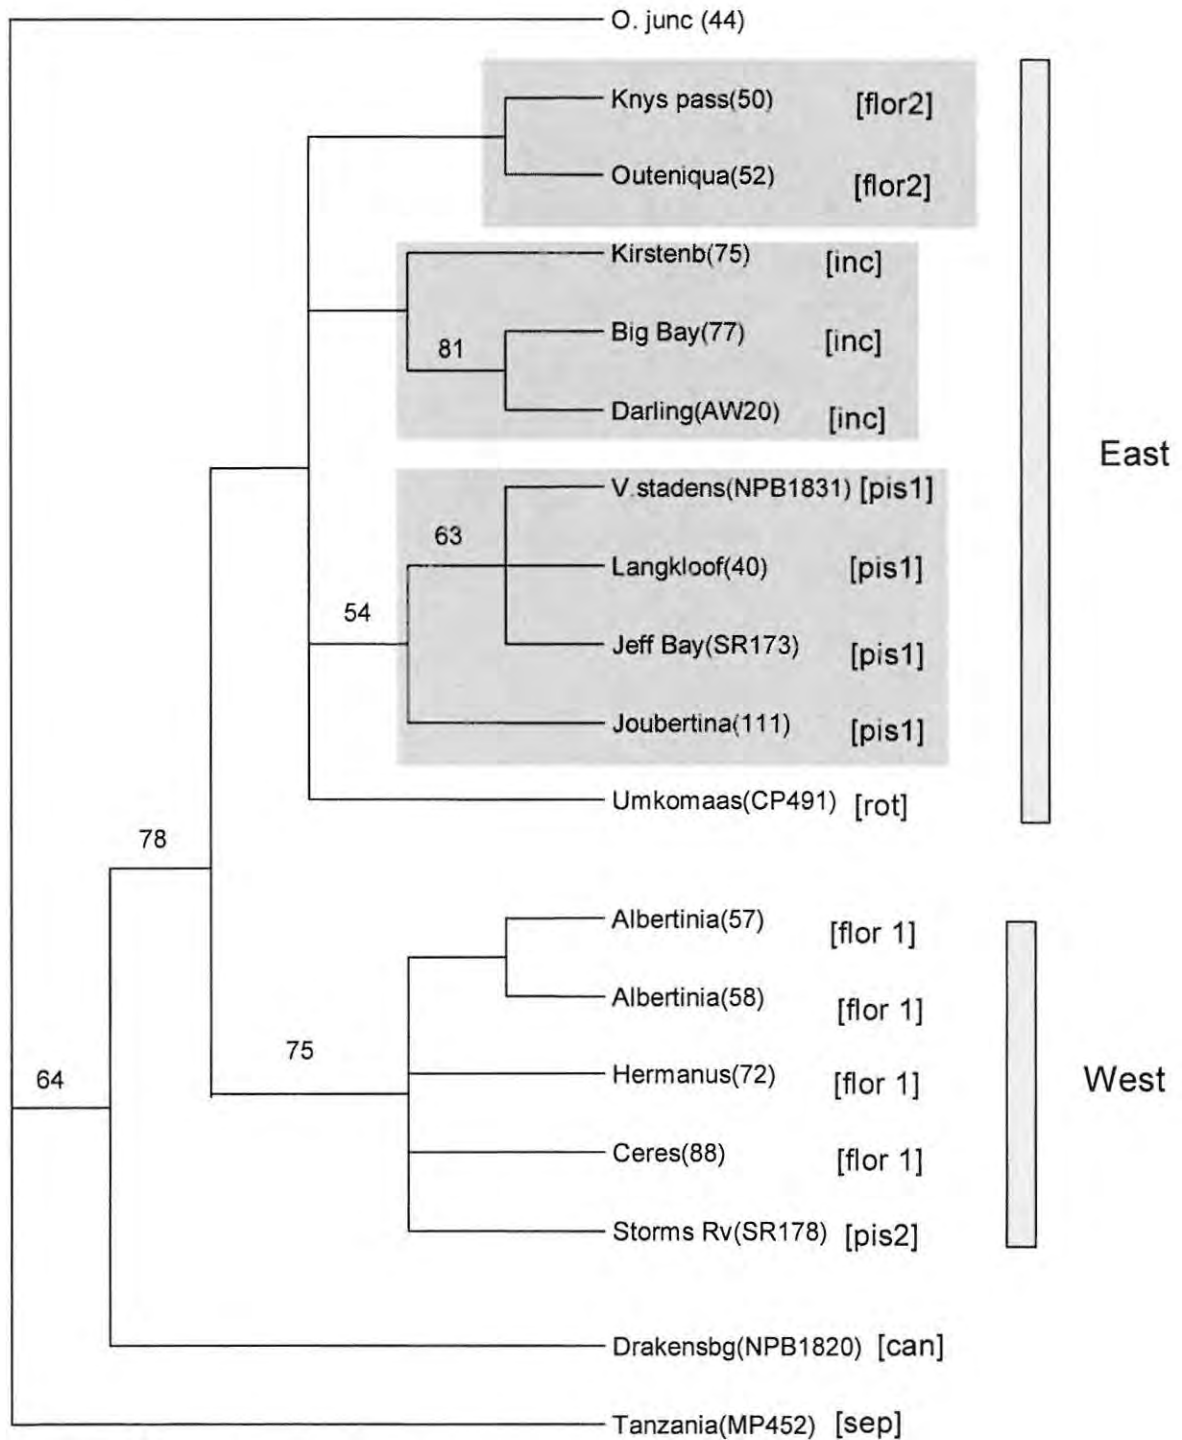 O. junc (44)
Knys pass(50) [flor2]
Outeniqua(52) [flor2]
Kirstenb(75) [inc]
Big Bay(77) [inc]
81
Darling(AW20) [inc]
East
V.stadens(NPB1831) [pis1]
63
Langkloof(40) [pis1]
54
Jeff Bay(SR173) [pis1]
Joubertina(111) [pis1]
Umkomaas(CP491) [rot]
78
Albertinia(57) [flor 1]
Albertinia(58) [flor 1]
75
Hermanus(72) [flor 1]
64
West
Ceres(88) [flor 1]
Storms Rv(SR178) [pis2]
Drakensbg(NPB1820) [can]
Tanzania(MP452) [sep]